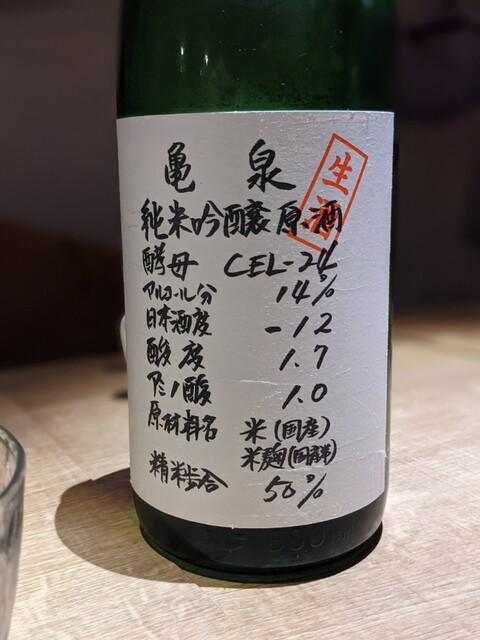 亀泉
生酒
純米吟醸原酒
酵母 CEL-24
アルコール分 14%
日本酒度 -12
酸度 1.7
アミノ酸 1.0
原材料名 米(国産)
米麹(国産米)
精米歩合 50%